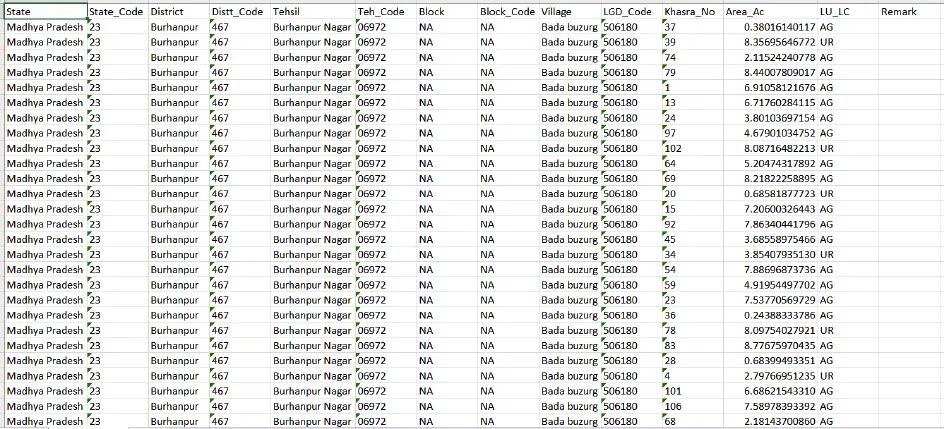 State State_Code District Distt_Code Tehsil Teh_Code Block Block_Code Village LGD_Code Khasra_No Area_Ac LU_LC Remark
Madhya Pradesh 23 Burhanpur 467 Burhanpur Nagar 06972 NA NA Bada buzurg 506180 37 0.38016140117 AG
Madhya Pradesh 23 Burhanpur 467 Burhanpur Nagar 06972 NA NA Bada buzurg 506180 39 8.35695646772 UR
Madhya Pradesh 23 Burhanpur 467 Burhanpur Nagar 06972 NA NA Bada buzurg 506180 74 2.11524240778 AG
Madhya Pradesh 23 Burhanpur 467 Burhanpur Nagar 06972 NA NA Bada buzurg 506180 79 8.44007809017 AG
Madhya Pradesh 23 Burhanpur 467 Burhanpur Nagar 06972 NA NA Bada buzurg 506180 1 6.91058121676 AG
Madhya Pradesh 23 Burhanpur 467 Burhanpur Nagar 06972 NA NA Bada buzurg 506180 13 6.71760284115 AG
Madhya Pradesh 23 Burhanpur 467 Burhanpur Nagar 06972 NA NA Bada buzurg 506180 24 3.80103697154 AG
Madhya Pradesh 23 Burhanpur 467 Burhanpur Nagar 06972 NA NA Bada buzurg 506180 97 4.67901034752 AG
Madhya Pradesh 23 Burhanpur 467 Burhanpur Nagar 06972 NA NA Bada buzurg 506180 102 8.08716482213 UR
Madhya Pradesh 23 Burhanpur 467 Burhanpur Nagar 06972 NA NA Bada buzurg 506180 64 5.20474317892 AG
Madhya Pradesh 23 Burhanpur 467 Burhanpur Nagar 06972 NA NA Bada buzurg 506180 69 8.21822258895 AG
Madhya Pradesh 23 Burhanpur 467 Burhanpur Nagar 06972 NA NA Bada buzurg 506180 20 0.68581877723 UR
Madhya Pradesh 23 Burhanpur 467 Burhanpur Nagar 06972 NA NA Bada buzurg 506180 15 7.20600326443 AG
Madhya Pradesh 23 Burhanpur 467 Burhanpur Nagar 06972 NA NA Bada buzurg 506180 92 7.86340441796 AG
Madhya Pradesh 23 Burhanpur 467 Burhanpur Nagar 06972 NA NA Bada buzurg 506180 45 3.68558975466 AG
Madhya Pradesh 23 Burhanpur 467 Burhanpur Nagar 06972 NA NA Bada buzurg 506180 34 3.85407935130 UR
Madhya Pradesh 23 Burhanpur 467 Burhanpur Nagar 06972 NA NA Bada buzurg 506180 54 7.88696873736 AG
Madhya Pradesh 23 Burhanpur 467 Burhanpur Nagar 06972 NA NA Bada buzurg 506180 59 4.91954497702 AG
Madhya Pradesh 23 Burhanpur 467 Burhanpur Nagar 06972 NA NA Bada buzurg 506180 23 7.53770569729 AG
Madhya Pradesh 23 Burhanpur 467 Burhanpur Nagar 06972 NA NA Bada buzurg 506180 36 0.24388333786 AG
Madhya Pradesh 23 Burhanpur 467 Burhanpur Nagar 06972 NA NA Bada buzurg 506180 78 8.09754027921 UR
Madhya Pradesh 23 Burhanpur 467 Burhanpur Nagar 06972 NA NA Bada buzurg 506180 83 8.77675970435 AG
Madhya Pradesh 23 Burhanpur 467 Burhanpur Nagar 06972 NA NA Bada buzurg 506180 28 0.68399493351 AG
Madhya Pradesh 23 Burhanpur 467 Burhanpur Nagar 06972 NA NA Bada buzurg 506180 4 2.79766951235 UR
Madhya Pradesh 23 Burhanpur 467 Burhanpur Nagar 06972 NA NA Bada buzurg 506180 101 6.68621543310 AG
Madhya Pradesh 23 Burhanpur 467 Burhanpur Nagar 06972 NA NA Bada buzurg 506180 106 7.58978393392 AG
Madhya Pradesh 23 Burhanpur 467 Burhanpur Nagar 06972 NA NA Bada buzurg 506180 68 2.18143700860 AG